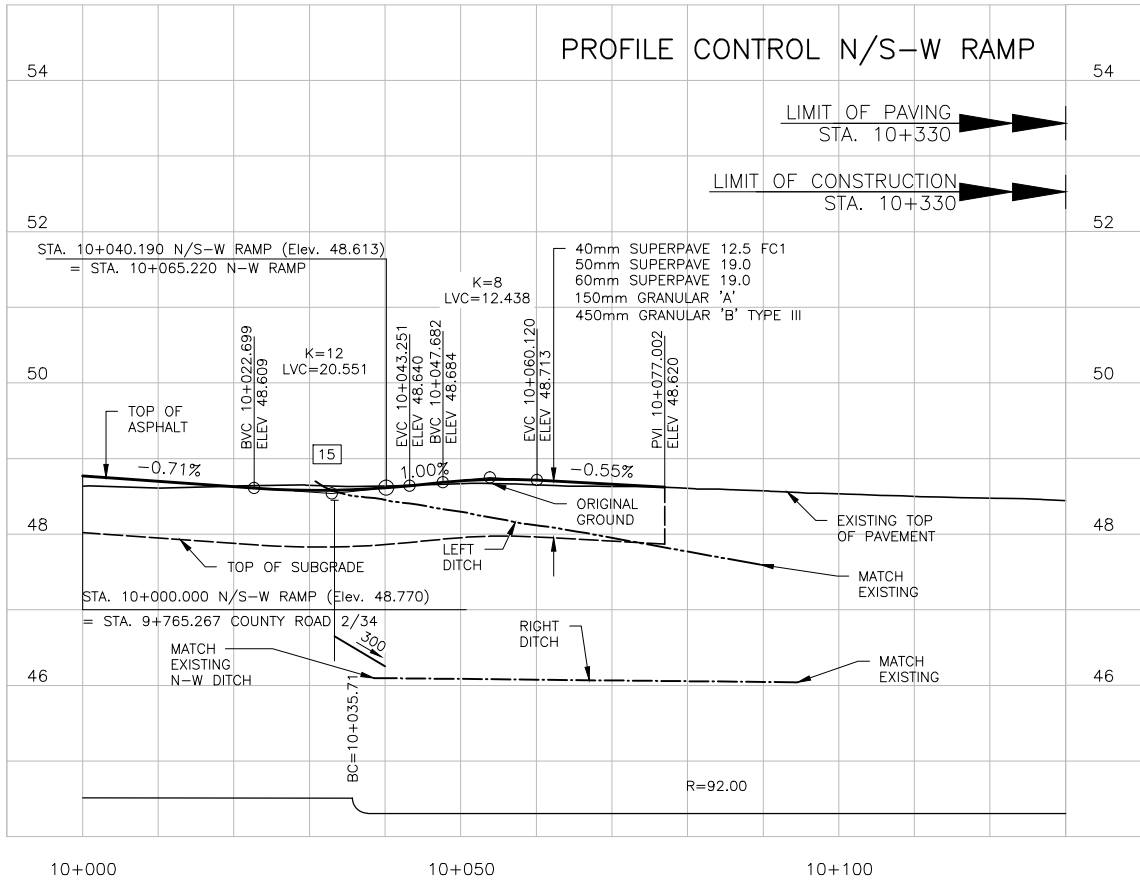 PROFILE CONTROL N/S-W RAMP
54
54
LIMIT OF PAVING
STA. 10+330
LIMIT OF CONSTRUCTION
STA. 10+330
52
52
STA. 10+040.190 N/S-W RAMP (Elev. 48.613)
= STA. 10+065.220 N-W RAMP
40mm SUPERPAVE 12.5 FC1
50mm SUPERPAVE 19.0
60mm SUPERPAVE 19.0
150mm GRANULAR 'A'
450mm GRANULAR 'B' TYPE III
K=8
LVC=12.438
K=12
LVC=20.551
BVC 10+022.699
ELEV 48.609
EVC 10+043.251
ELEV 48.640
BVC 10+047.682
ELEV 48.684
EVC 10+060.120
ELEV 48.713
PVI 10+077.002
ELEV 48.620
50
50
TOP OF
ASPHALT
15
-0.71%
1.00%
-0.55%
ORIGINAL
GROUND
EXISTING TOP
OF PAVEMENT
48
48
LEFT
DITCH
TOP OF SUBGRADE
MATCH
EXISTING
STA. 10+000.000 N/S-W RAMP (Elev. 48.770)
= STA. 9+765.267 COUNTY ROAD 2/34
300
RIGHT
DITCH
MATCH
EXISTING
N-W DITCH
MATCH
EXISTING
46
46
BC=10+035.71
R=92.00
10+000
10+050
10+100